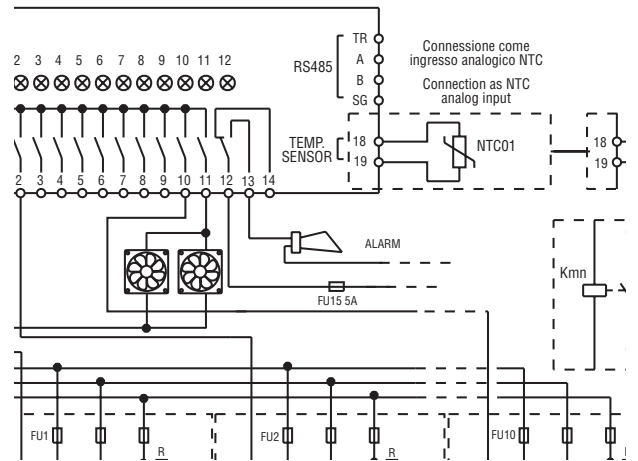 TR
A
B
SG
RS485
Connessione come
ingresso analogico NTC
Connection as NTC
analog input
2 3 4 5 6 7 8 9 10 11 12
TEMP.
SENSOR
18
19
NTC01
18
19
2 3 4 5 6 7 8 9 10 11 12 13 14
ALARM
FU15 5A
Kmn
FU1
R
FU2
R
FU10